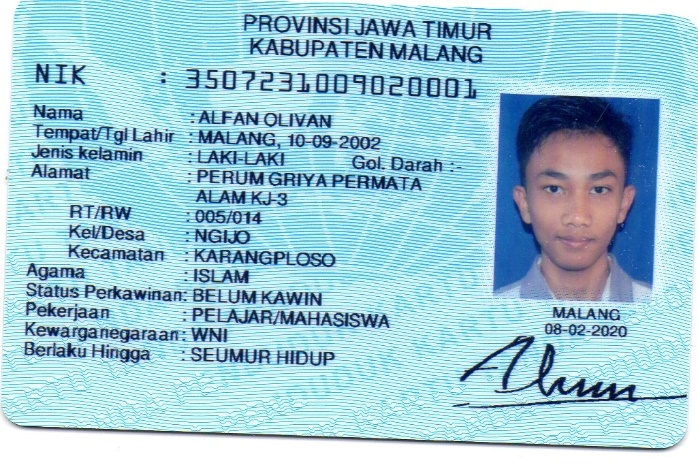 PROVINSI JAWA TIMUR
KABUPATEN MALANG
NIK : 3507231009020001
Nama : ALFAN OLIVAN
Tempat/Tgl Lahir : MALANG, 10-09-2002
Jenis kelamin : LAKI-LAKI Gol. Darah :-
Alamat : PERUM GRIYA PERMATA
ALAM KJ-3
RT/RW : 005/014
Kel/Desa : NGIJO
Kecamatan : KARANGPLOSO
Agama : ISLAM
Status Perkawinan: BELUM KAWIN
Pekerjaan : PELAJAR/MAHASISWA
Kewarganegaraan: WNI
Berlaku Hingga : SEUMUR HIDUP
MALANG
08-02-2020